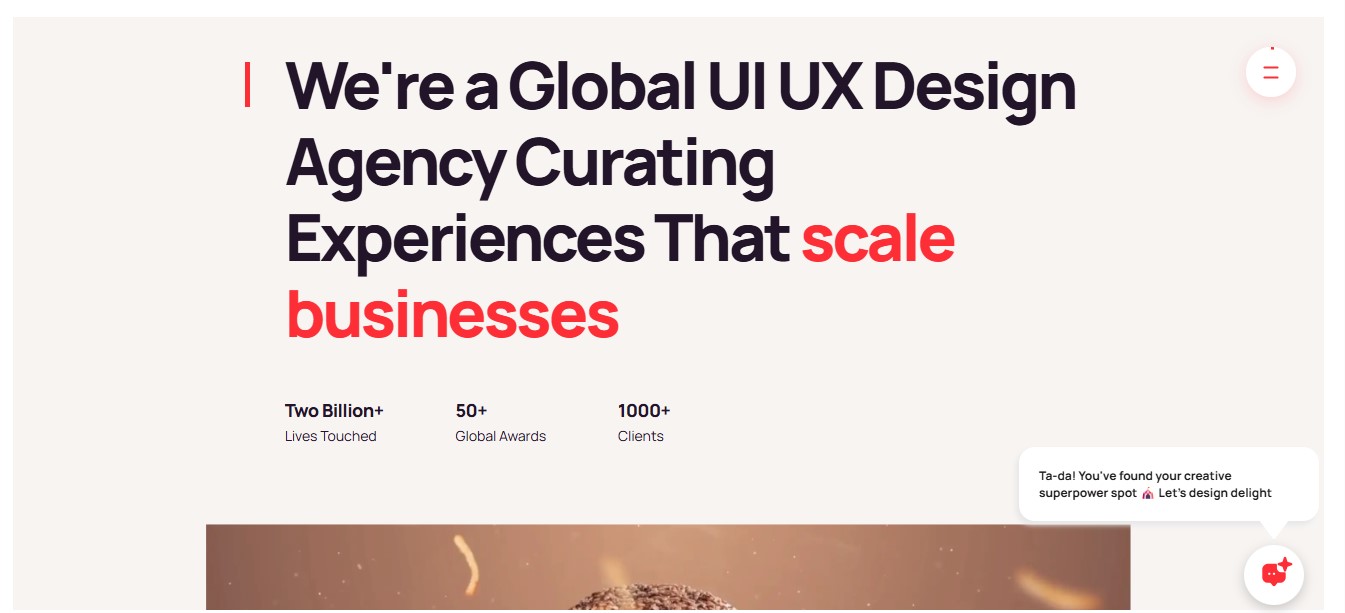 We're a Global UI UX Design
Agency Curating
Experiences That scale
businesses
Two Billion+
Lives Touched
50+
Global Awards
1000+
Clients
Ta-da! You've found your creative
superpower spot 🎪 Let's design delight